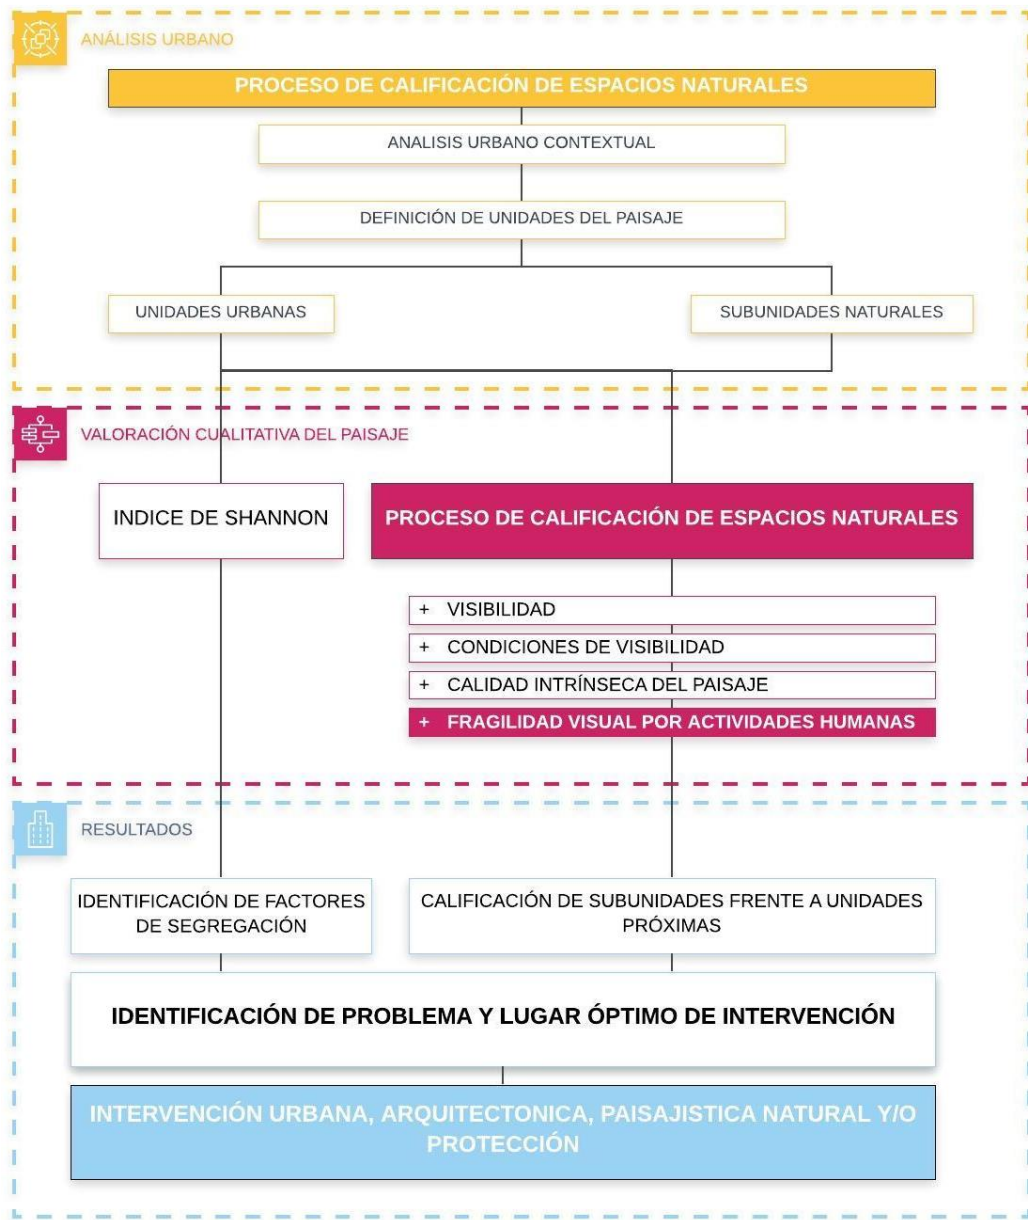 ANÁLISIS URBANO
PROCESO DE CALIFICACIÓN DE ESPACIOS NATURALES
ANALISIS URBANO CONTEXTUAL
DEFINICIÓN DE UNIDADES DEL PAISAJE
UNIDADES URBANAS
SUBUNIDADES NATURALES
VALORACIÓN CUALITATIVA DEL PAISAJE
INDICE DE SHANNON
PROCESO DE CALIFICACIÓN DE ESPACIOS NATURALES
+ VISIBILIDAD
+ CONDICIONES DE VISIBILIDAD
+ CALIDAD INTRÍNSECA DEL PAISAJE
+ FRAGILIDAD VISUAL POR ACTIVIDADES HUMANAS
RESULTADOS
IDENTIFICACIÓN DE FACTORES
DE SEGREGACIÓN
CALIFICACIÓN DE SUBUNIDADES FRENTE A UNIDADES
PRÓXIMAS
IDENTIFICACIÓN DE PROBLEMA Y LUGAR ÓPTIMO DE INTERVENCIÓN
INTERVENCIÓN URBANA, ARQUITECTONICA, PAISAJISTICA NATURAL Y/O
PROTECCIÓN